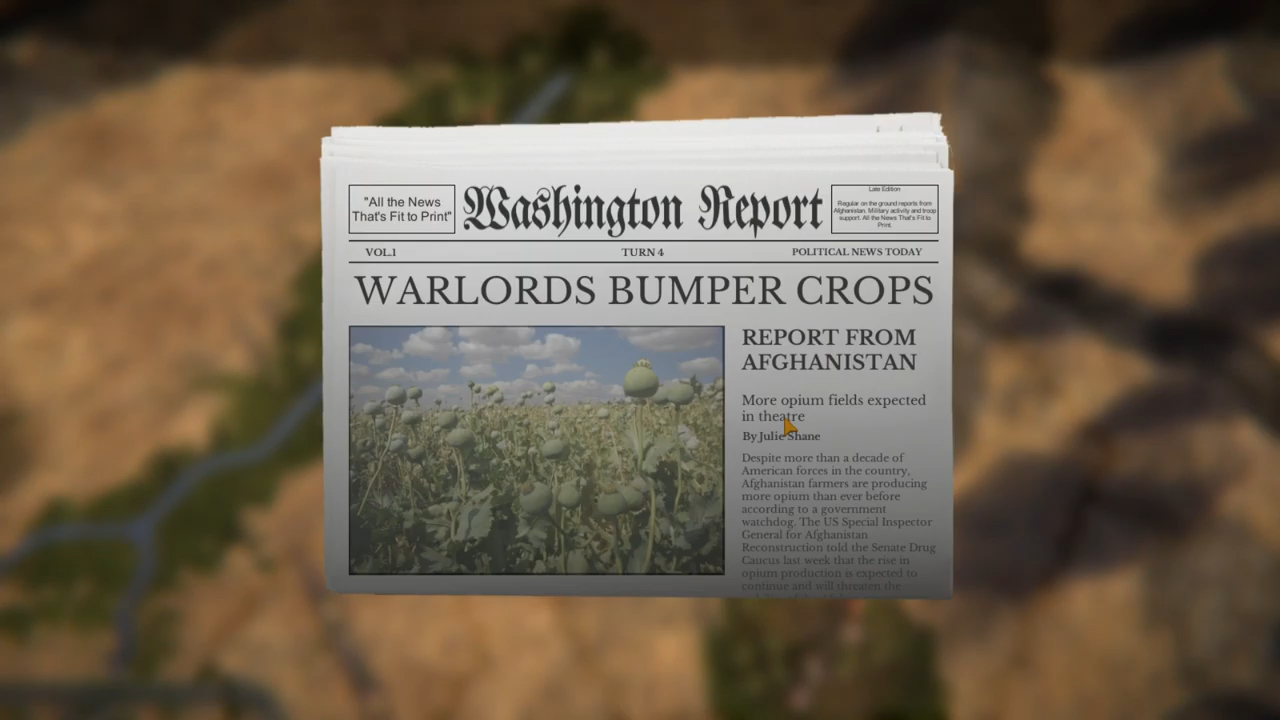 "All the News
That's Fit to Print"
Washington Report
Late Edition
Regular on the ground reports from
Afghanistan. Military activity and troop
support. All the News That's Fit to
Print.
VOL.1
TURN 4
POLITICAL NEWS TODAY
WARLORDS BUMPER CROPS
REPORT FROM
AFGHANISTAN
More opium fields expected
in theatre
By Julie Shane
Despite more than a decade of
American forces in the country,
Afghanistan farmers are producing
more opium than ever before
according to a government
watchdog. The US Special Inspector
General for Afghanistan
Reconstruction told the Senate Drug
Caucus last week that the rise in
opium production is expected to
continue and will threaten the